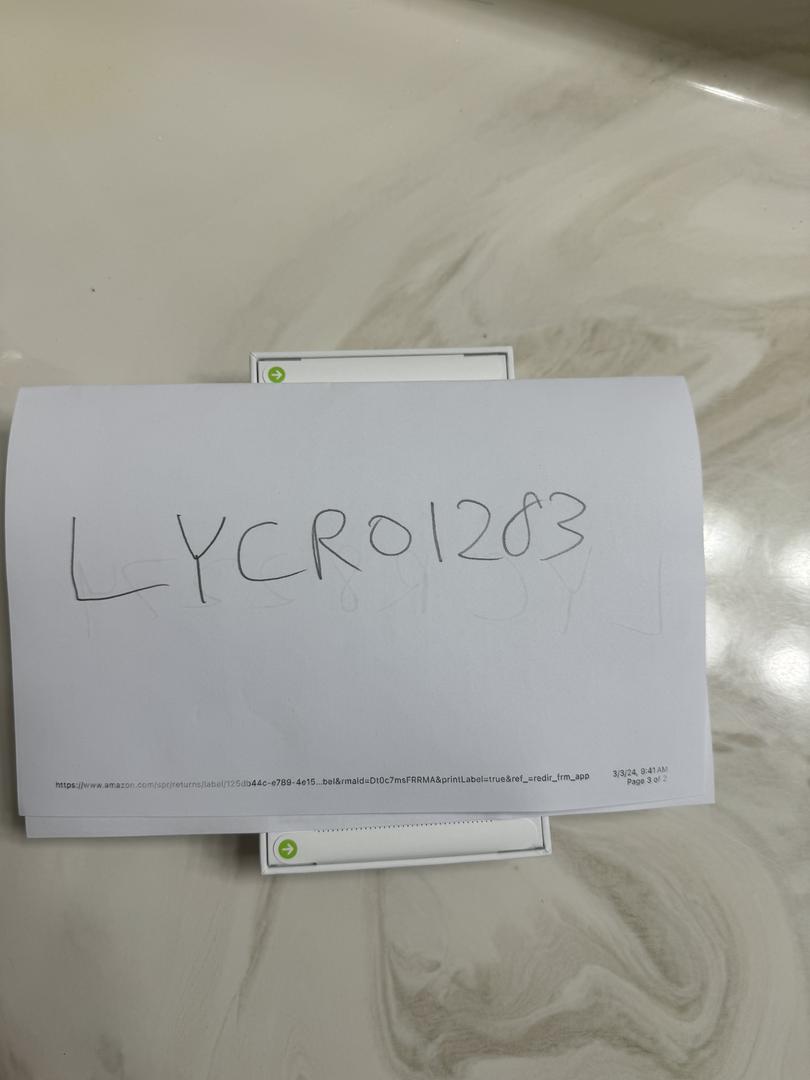 LYCR01283
https://www.amazon.com/spr/returns/label/125db44c-e789-4e15...bel&rmaId=Dt0c7msFRRMA&printLabel=true&ref_=redir_frm_app
3/3/24, 9:41 AM
Page 3 of 2